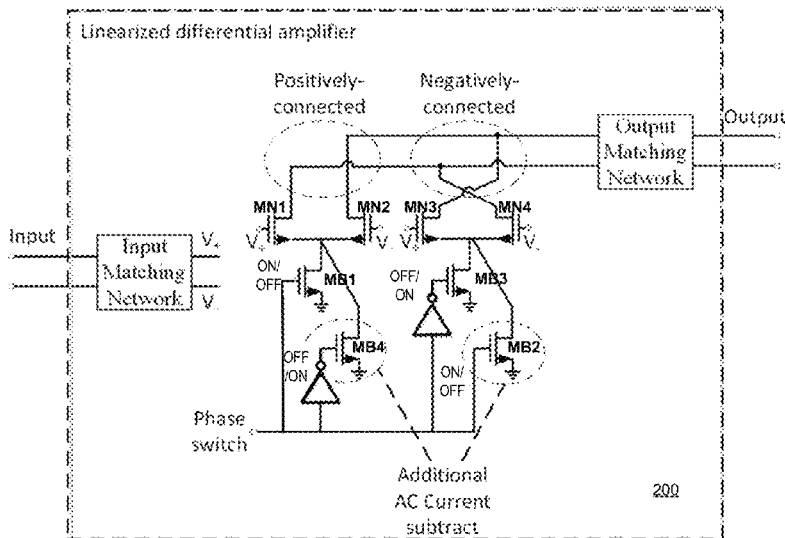 Linearized differential amplifier
Positively-
connected
Negatively-
connected
Output
Output
Matching
Network
MN1
MN2
MN3
MN4
Input
Input
Matching
Network
V+
V-
V+
V-
V+
V-
ON/
OFF
MB1
OFF/
ON
MB3
OFF
/ON
MB4
ON/
OFF
MB2
Phase
switch
Additional
AC Current
subtract
200